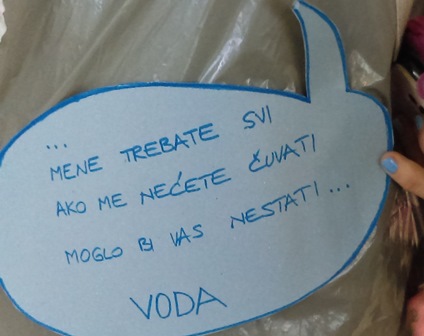 ...
MENE TREBATE SVI
AKO ME NEĆETE ČUVATI
MOGLO BI VAS NESTATI...
VODA